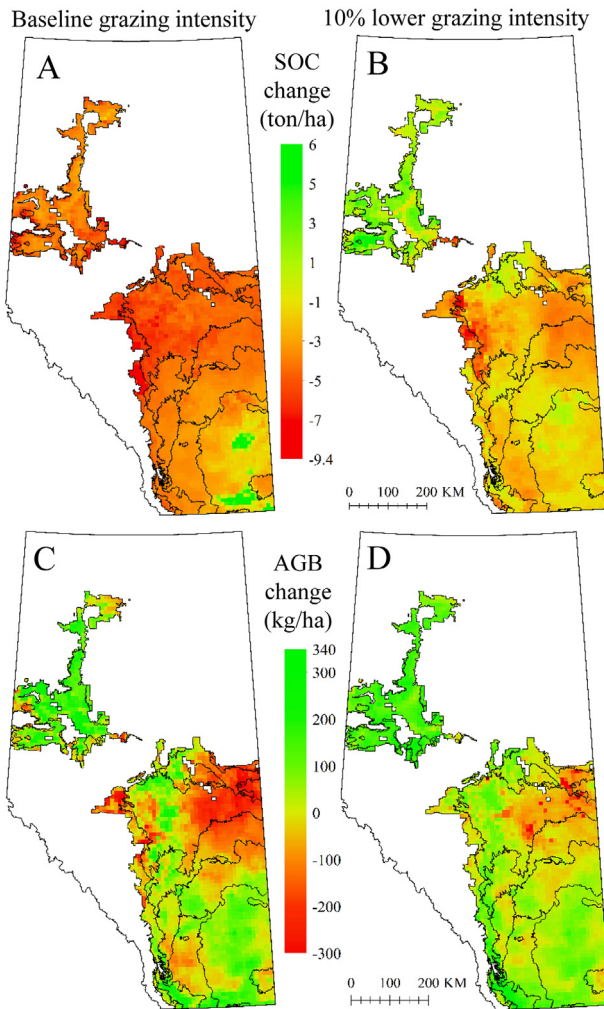 Baseline grazing intensity
10% lower grazing intensity
A
SOC
change
(ton/ha)
B
6
5
3
1
-1
-3
-5
-7
-9.4
0 100 200 KM
C
AGB
change
(kg/ha)
D
340
300
200
100
0
-100
-200
-300
0 100 200 KM